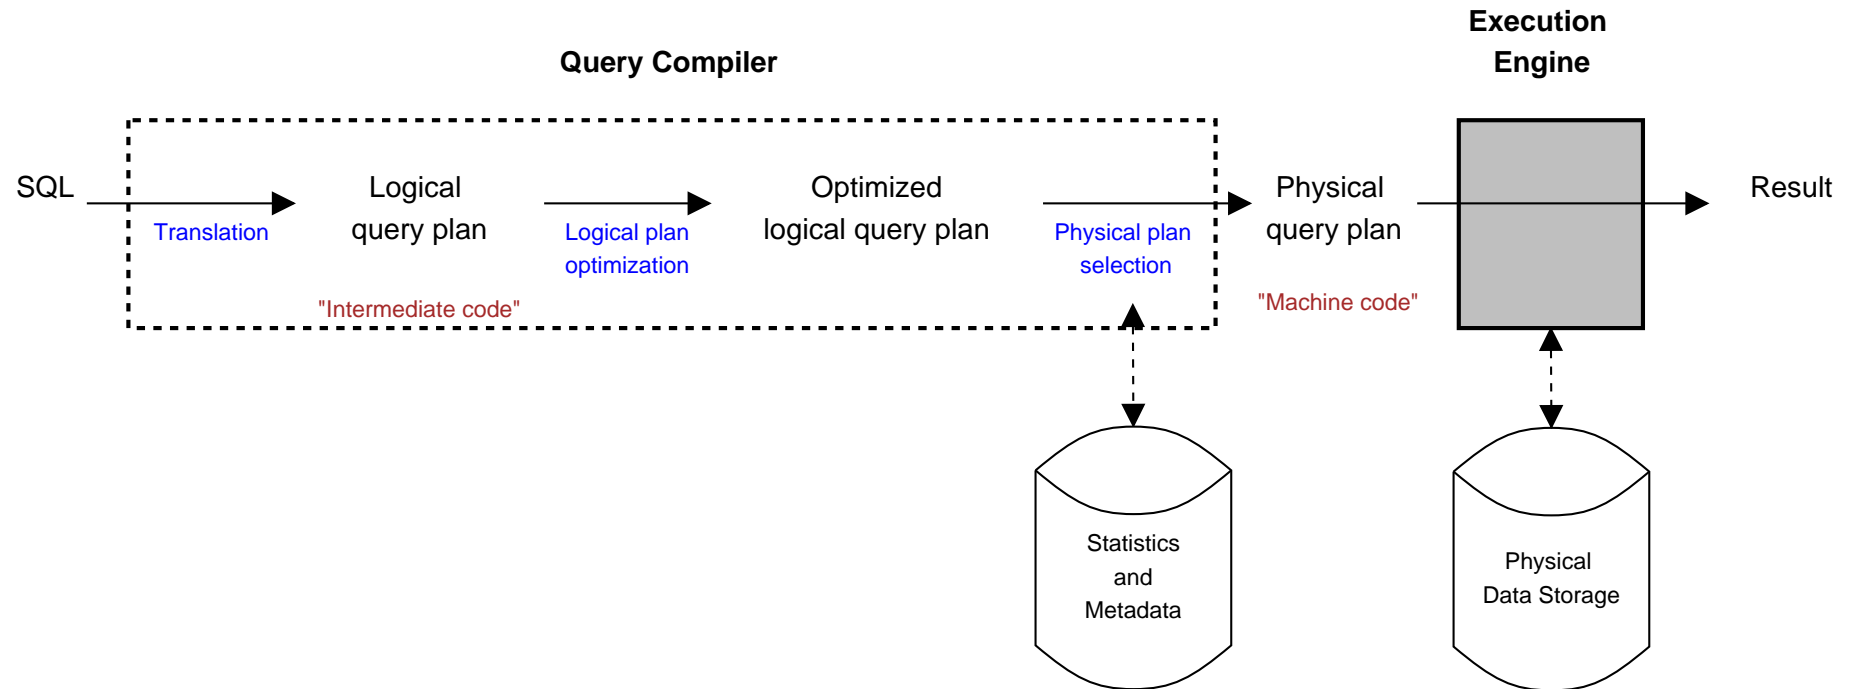 Execution
Engine
Query Compiler
SQL
Translation
Logical
query plan
"Intermediate code"
Logical plan
optimization
Optimized
logical query plan
Physical plan
selection
Physical
query plan
"Machine code"
Result
Statistics
and
Metadata
Physical
Data Storage